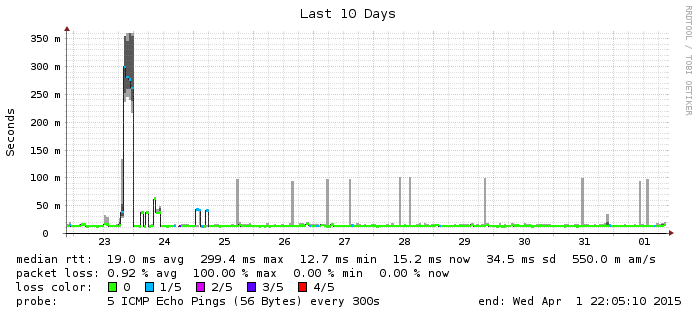 Last 10 Days
RRDTOOL / TOBI OETIKER
Seconds
350 m
300 m
250 m
200 m
150 m
100 m
50 m
0
23 24 25 26 27 28 29 30 31 01
median rtt: 19.0 ms avg 299.4 ms max 12.7 ms min 15.2 ms now 34.5 ms sd 550.0 m am/s
packet loss: 0.92 % avg 100.00 % max 0.00 % min 0.00 % now
loss color: 0 1/5 2/5 3/5 4/5
probe: 5 ICMP Echo Pings (56 Bytes) every 300s end: Wed Apr 1 22:05:10 2015